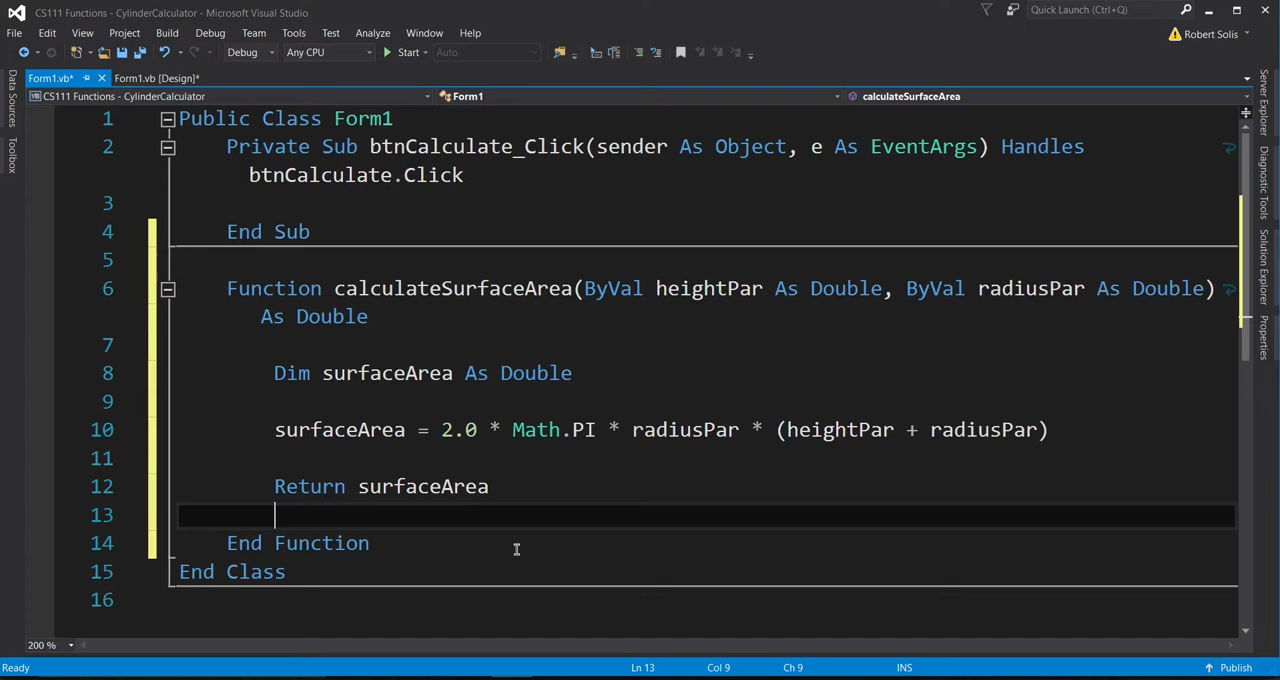 CS111 Functions - CylinderCalculator - Microsoft Visual Studio
Quick Launch (Ctrl+Q)
File Edit View Project Build Debug Team Tools Test Analyze Window Help
Robert Solis
Debug Any CPU Start Auto
Form1.vb* Form1.vb [Design]*
CS111 Functions - CylinderCalculator Form1 calculateSurfaceArea
Data Sources
Toolbox
1 Public Class Form1
2 Private Sub btnCalculate_Click(sender As Object, e As EventArgs) Handles
btnCalculate.Click
3
4 End Sub
5
6 Function calculateSurfaceArea(ByVal heightPar As Double, ByVal radiusPar As Double)
As Double
7
8 Dim surfaceArea As Double
9
10 surfaceArea = 2.0 * Math.PI * radiusPar * (heightPar + radiusPar)
11
12 Return surfaceArea
13
14 End Function
15 End Class
16
Server Explorer
Diagnostic Tools
Solution Explorer
Properties
200 %
Ready Ln 13 Col 9 Ch 9 INS Publish